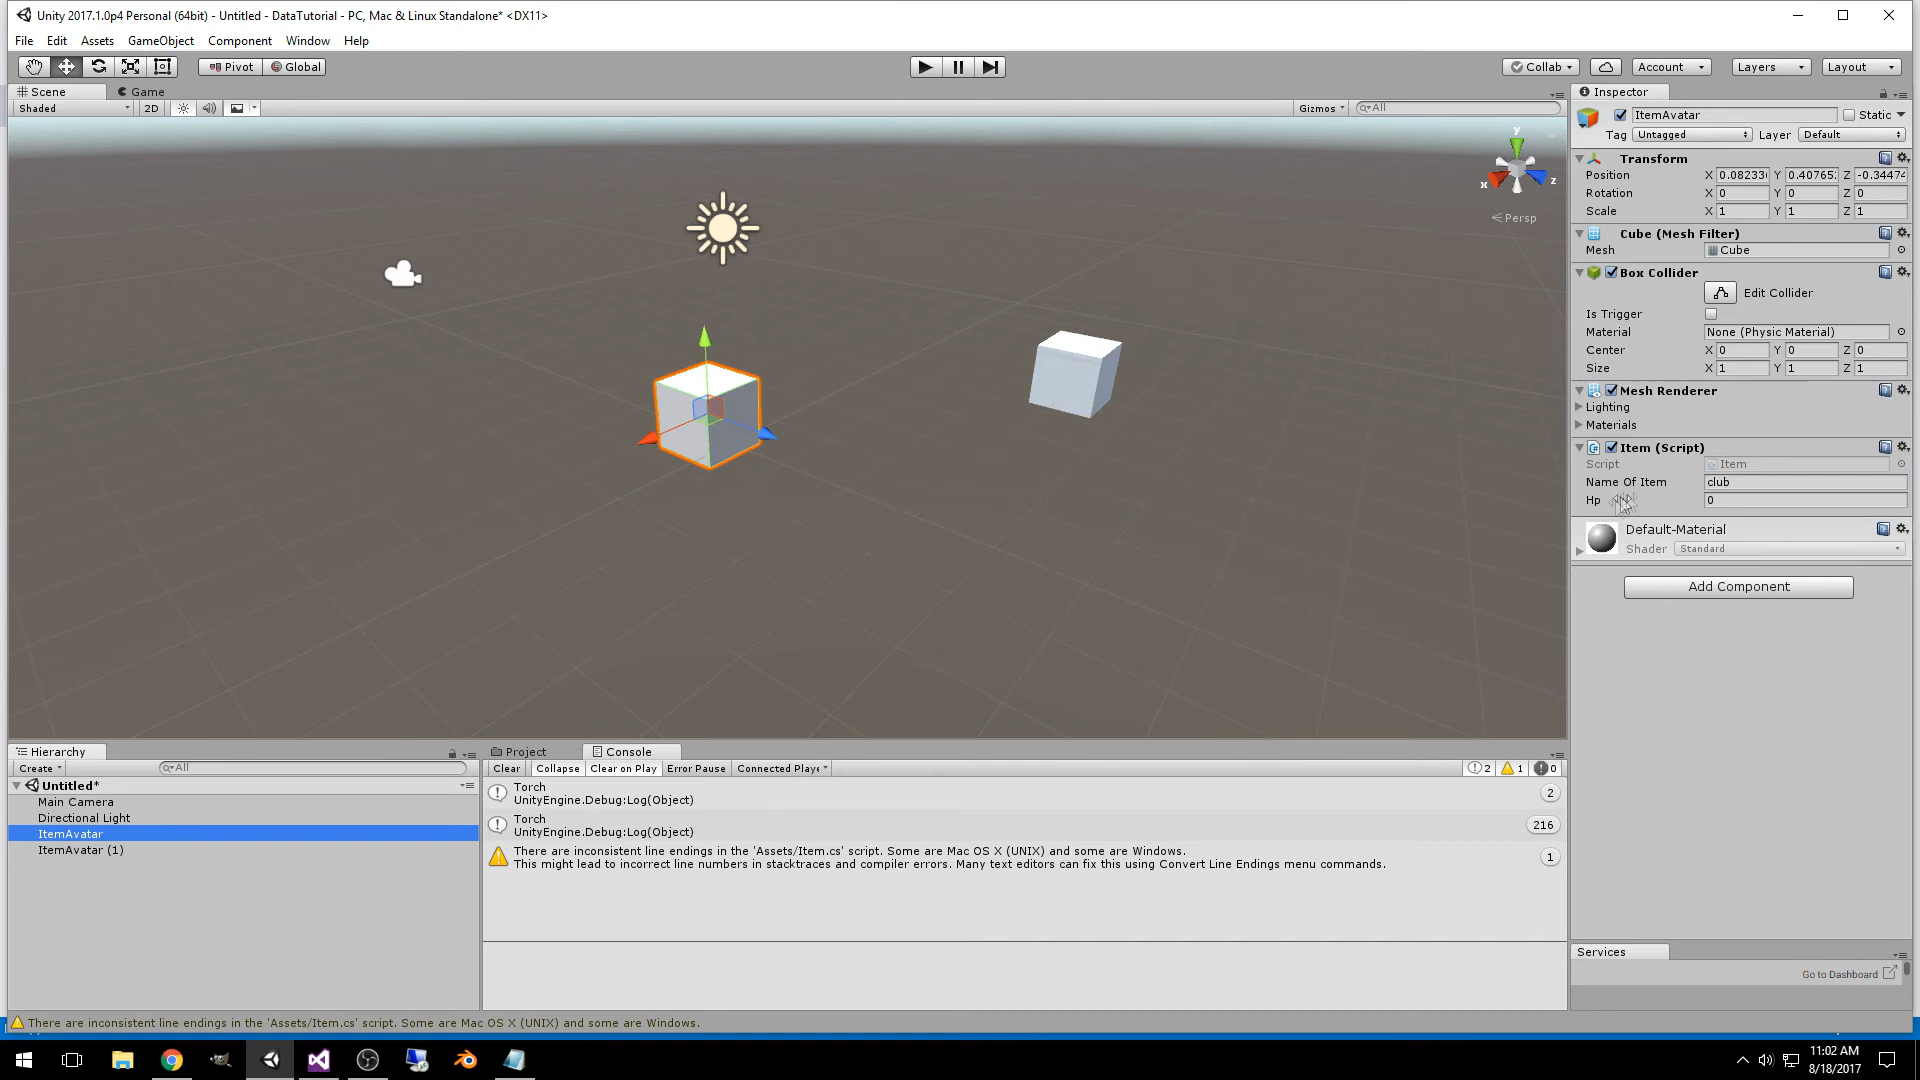 Unity 2017.1.0p4 Personal (64bit) - Untitled - DataTutorial - PC, Mac & Linux Standalone* <DX11>
File Edit Assets GameObject Component Window Help
Pivot Global Collab Account Layers Layout
Scene Game
Shaded 2D Gizmos All
y
x z
Persp
Inspector
ItemAvatar Static
Tag Untagged Layer Default
Transform
Position X 0.0823 Y 0.4076 Z -0.3447
Rotation X 0 Y 0 Z 0
Scale X 1 Y 1 Z 1
Cube (Mesh Filter)
Mesh Cube
Box Collider
Edit Collider
Is Trigger
Material None (Physic Material)
Center X 0 Y 0 Z 0
Size X 1 Y 1 Z 1
Mesh Renderer
Lighting
Materials
Item (Script)
Script Item
Name Of Item club
Hp 0
Default-Material
Shader Standard
Add Component
Services
Go to Dashboard
Hierarchy
Create All
Untitled*
Main Camera
Directional Light
ItemAvatar
ItemAvatar (1)
Project Console
Clear Collapse Clear on Play Error Pause Connected Playe 2 1 0
Torch
UnityEngine.Debug:Log(Object) 2
Torch
UnityEngine.Debug:Log(Object) 216
There are inconsistent line endings in the 'Assets/Item.cs' script. Some are Mac OS X (UNIX) and some are Windows.
This might lead to incorrect line numbers in stacktraces and compiler errors. Many text editors can fix this using Convert Line Endings menu commands. 1
There are inconsistent line endings in the 'Assets/Item.cs' script. Some are Mac OS X (UNIX) and some are Windows.
11:02 AM
8/18/2017